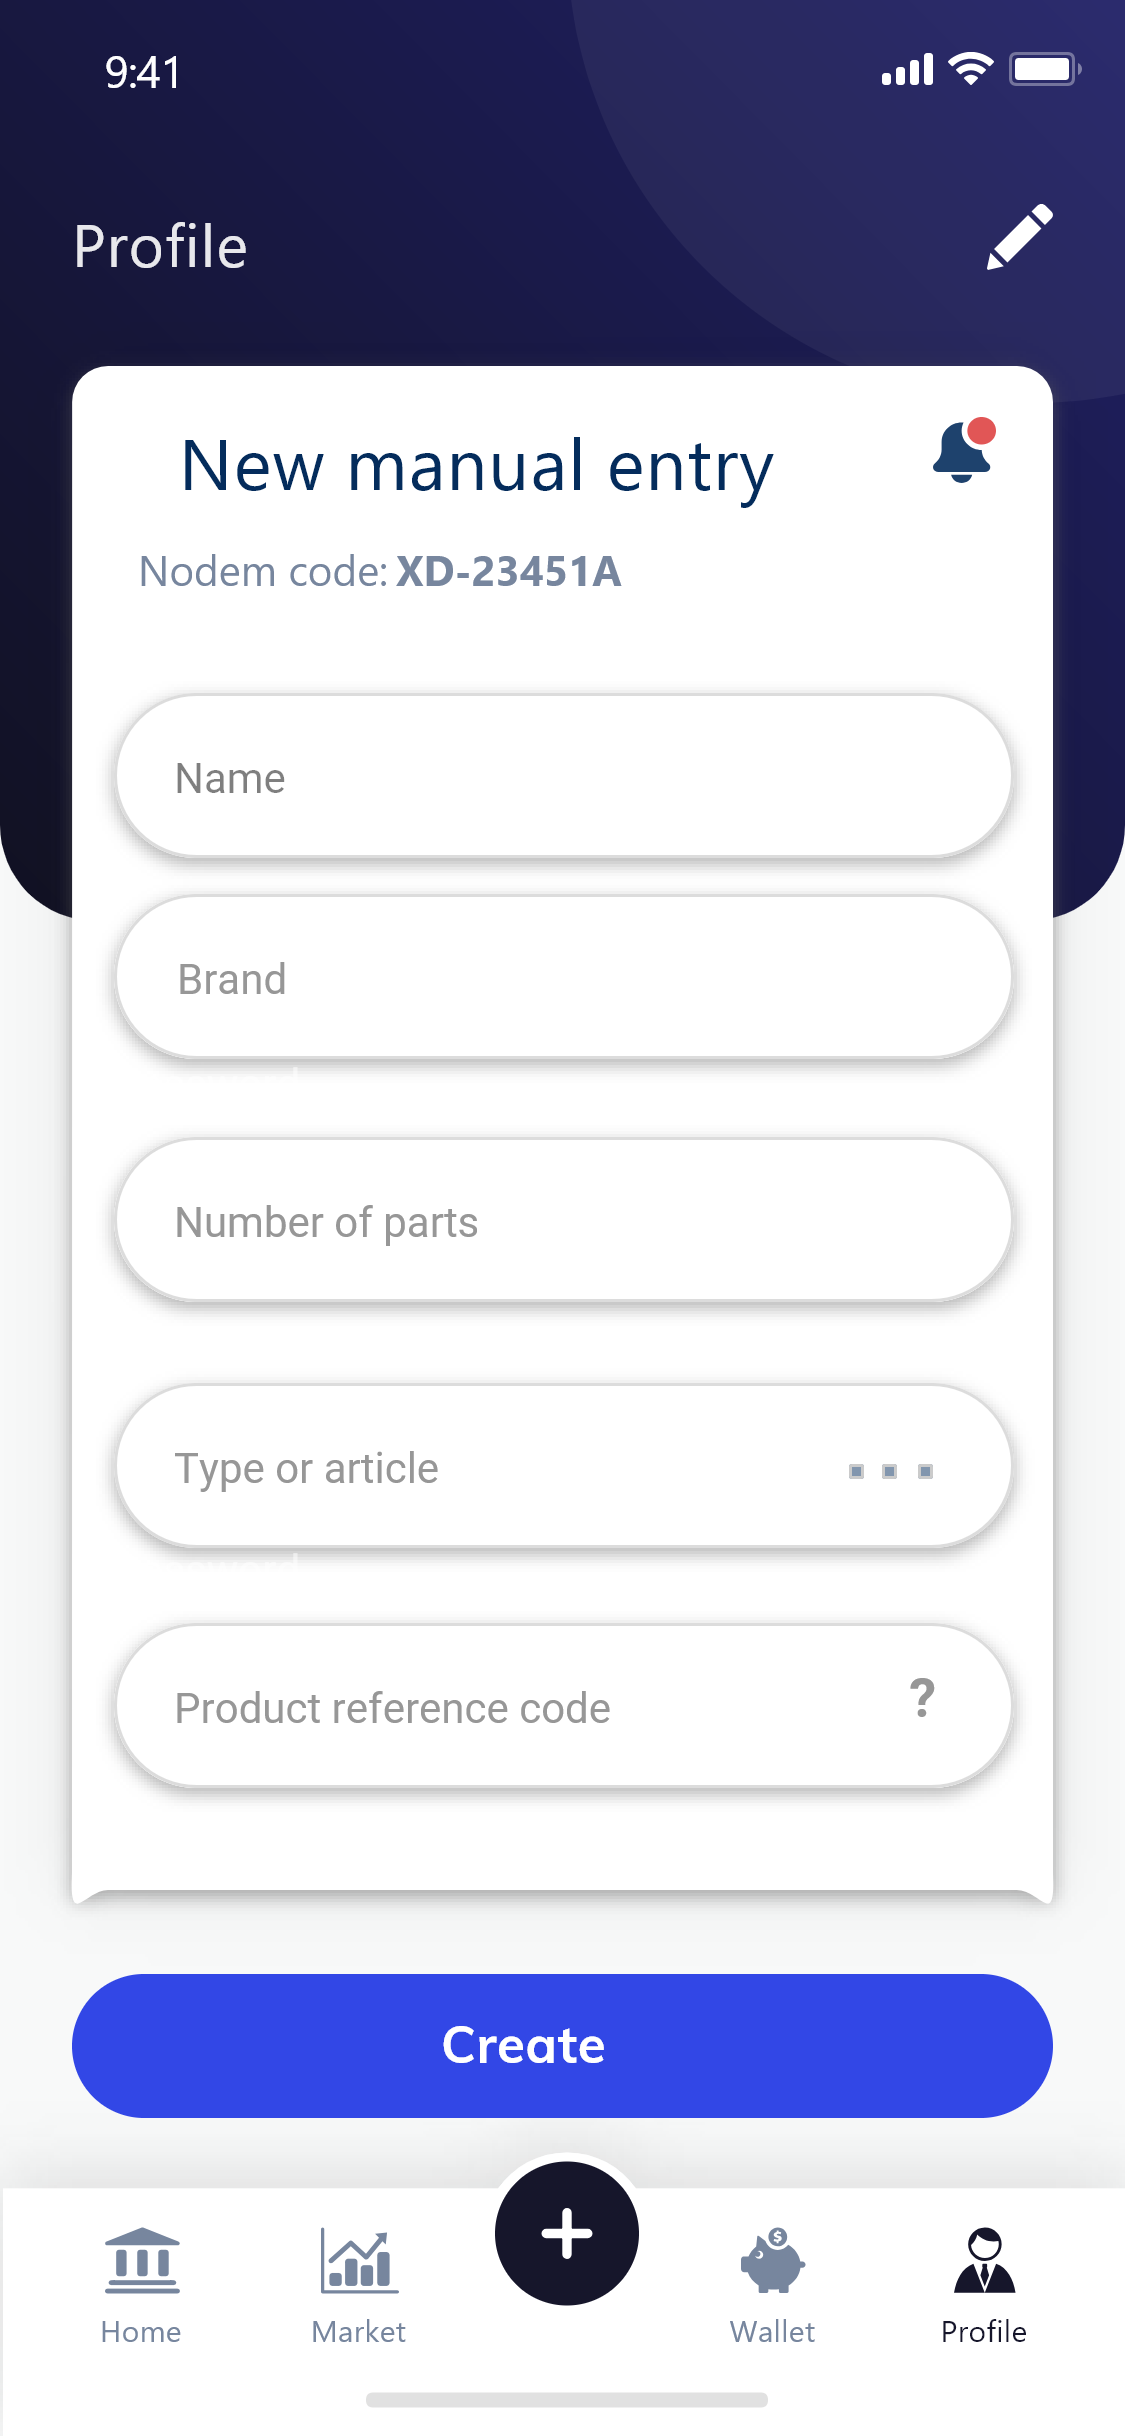 9:41
Profile
New manual entry
Nodem code: XD-23451A
Name
Brand
Number of parts
Type or article
Product reference code ?
Create
$
Home Market Wallet Profile